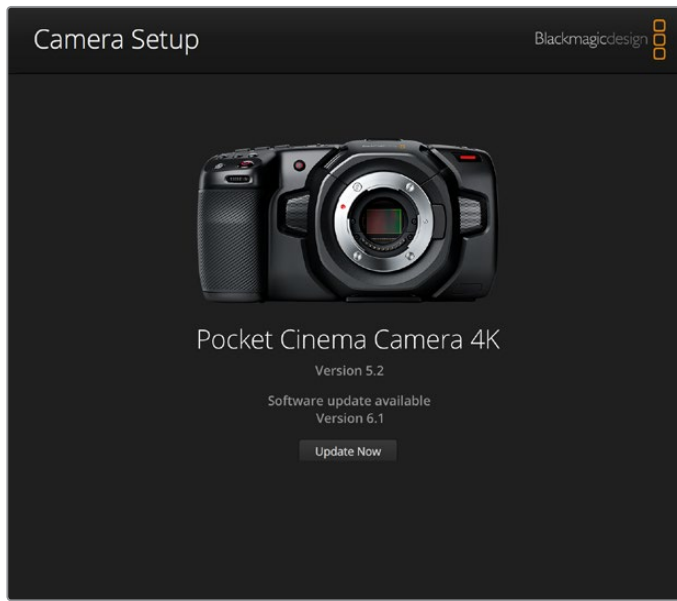 Camera Setup
Blackmagicdesign
Pocket Cinema Camera 4K
Version 5.2
Software update available
Version 6.1
Update Now